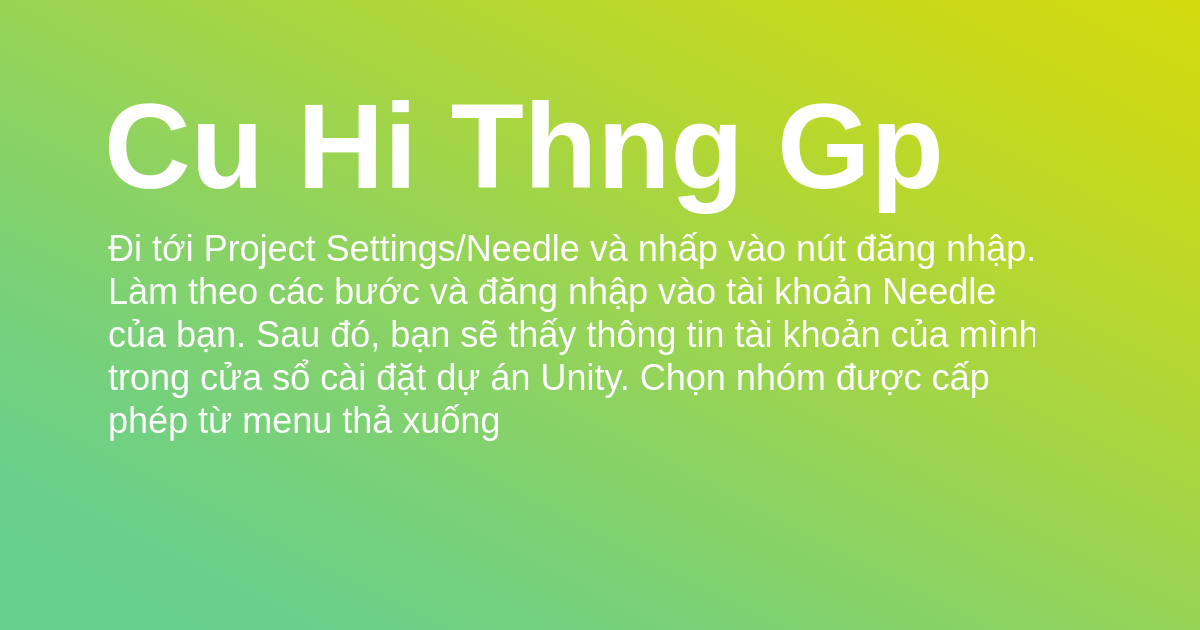 Cu Hi Thng Gp
Đi tới Project Settings/Needle và nhấp vào nút đăng nhập.
Làm theo các bước và đăng nhập vào tài khoản Needle
của bạn. Sau đó, bạn sẽ thấy thông tin tài khoản của mình
trong cửa sổ cài đặt dự án Unity. Chọn nhóm được cấp
phép từ menu thả xuống